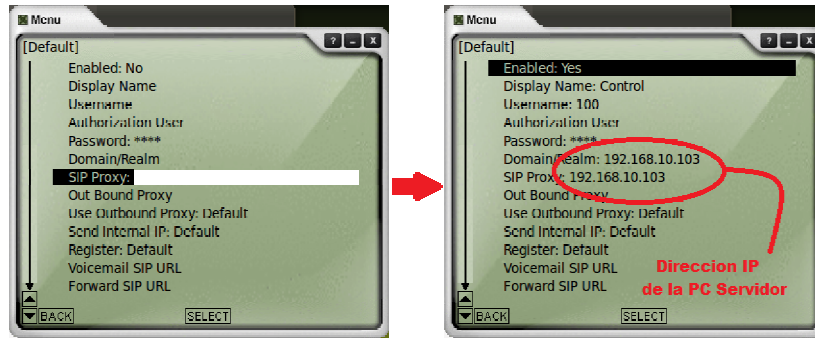 Menu
[Default]
Enabled: No
Display Name
Username
Authorization User
Password: ****
Domain/Realm
SIP Proxy:
Out Bound Proxy
Use Outbound Proxy: Default
Send Internal IP: Default
Register: Default
Voicemail SIP URL
Forward SIP URL
BACK SELECT
Menu
[Default]
Enabled: Yes
Display Name: Control
Username: 100
Authorization User
Password: ****
Domain/Realm: 192.168.10.103
SIP Proxy: 192.168.10.103
Out Bound Proxy
Use Outbound Proxy: Default
Send Internal IP: Default
Register: Default
Voicemail SIP URL
Forward SIP URL
BACK SELECT
Direccion IP
de la PC Servidor